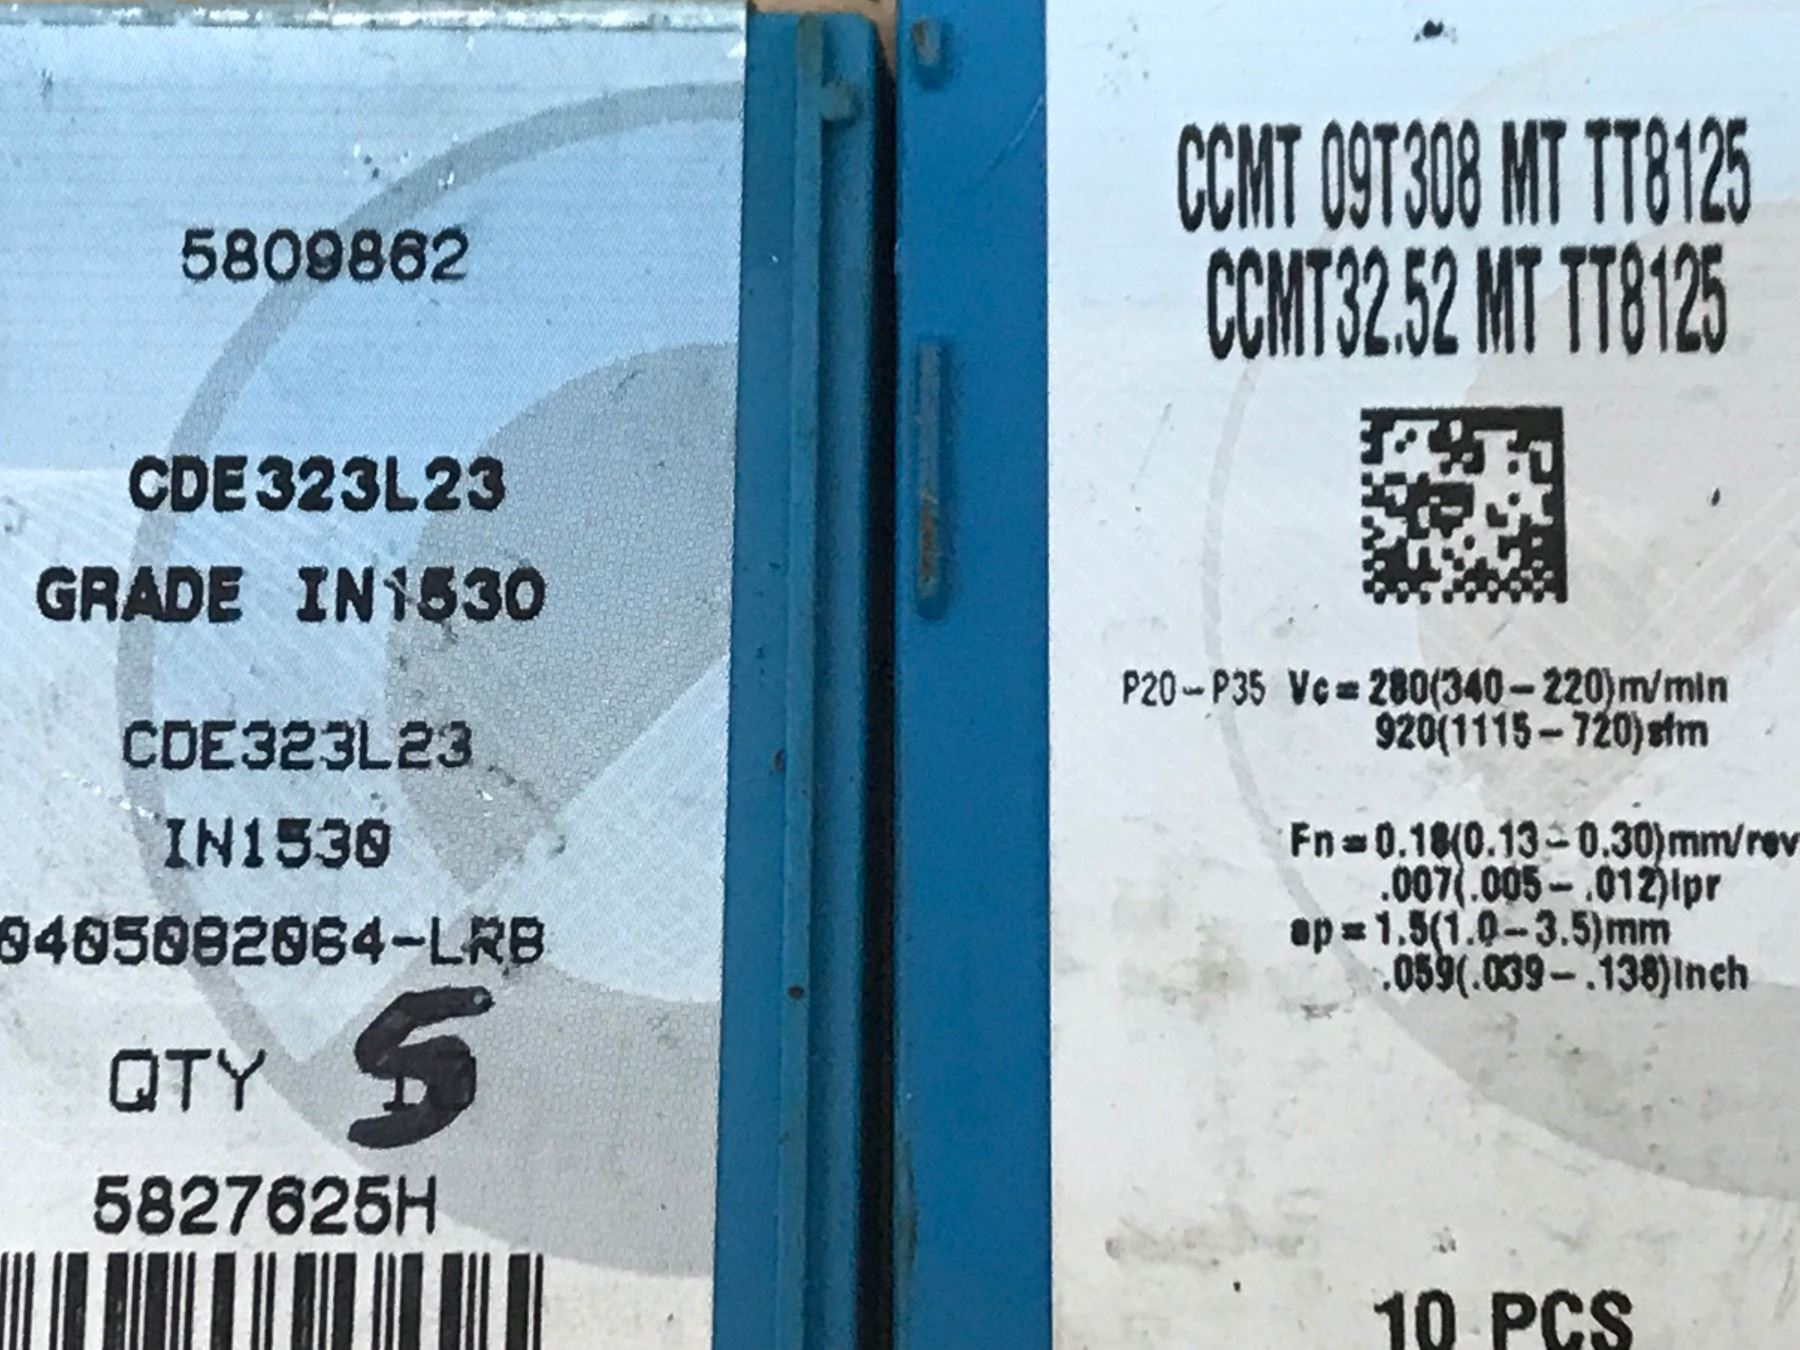 5809862
CDE323L23
GRADE IN1530
CDE323L23
IN1530
0405082064-LRB
QTY 5
5827625H
CCMT 09T308 MT TT8125
CCMT32.52 MT TT8125
P20-P35 Vc=280(340-220)m/min
920(1115-720)sfm
Fn=0.18(0.13-0.30)mm/rev
.007(.005-.012)ipr
ap=1.5(1.0-3.5)mm
.059(.039-.138)inch
10 PCS